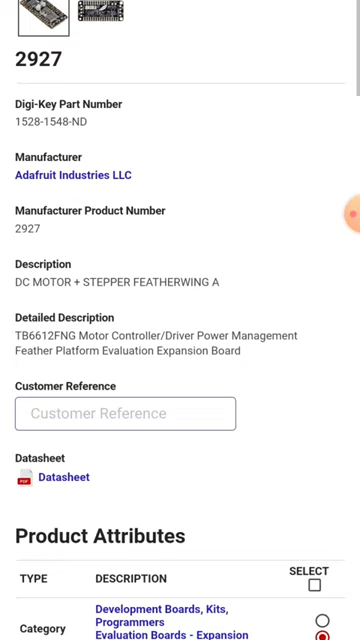 2927
Digi-Key Part Number
1528-1548-ND
Manufacturer
Adafruit Industries LLC
Manufacturer Product Number
2927
Description
DC MOTOR + STEPPER FEATHERWING A
Detailed Description
TB6612FNG Motor Controller/Driver Power Management
Feather Platform Evaluation Expansion Board
Customer Reference
Customer Reference
Datasheet
PDF Datasheet
Product Attributes
TYPE DESCRIPTION SELECT
Category Development Boards, Kits,
Programmers
Evaluation Boards - Expansion